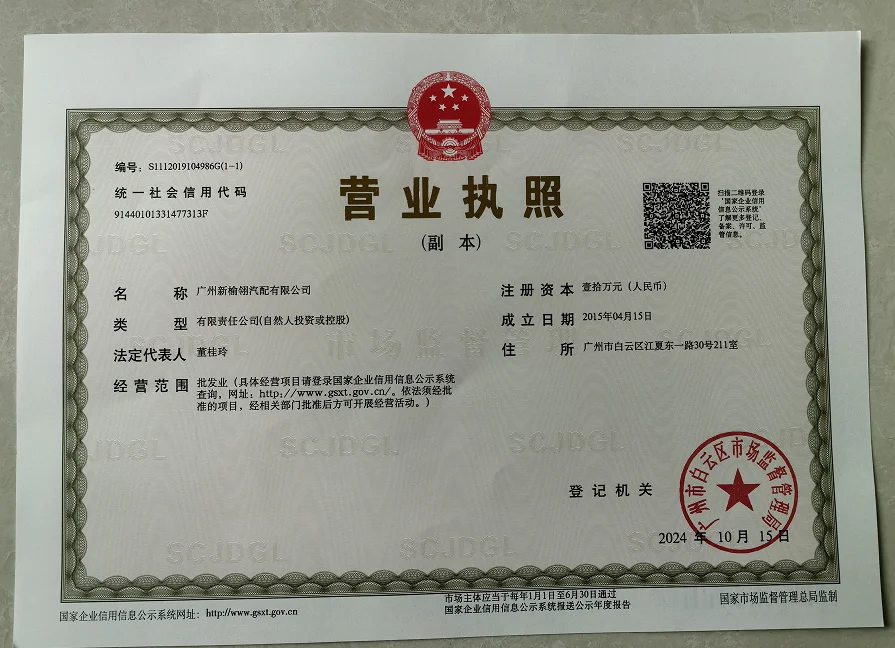 编号：S1112019104986G(1-1)
统一社会信用代码
91440101331477313F
营业执照
（副 本）
扫描二维码登录
“国家企业信用
信息公示系统”
了解更多登记、
备案、许可、监
管信息。
名 称 广州新榆翎汽配有限公司
类 型 有限责任公司(自然人投资或控股)
法定代表人 董桂玲
经营范围 批发业（具体经营项目请登录国家企业信用信息公示系统
查询，网址：http://www.gsxt.gov.cn/。依法须经批
准的项目，经相关部门批准后方可开展经营活动。）
注册资本 壹拾万元（人民币）
成立日期 2015年04月15日
住 所 广州市白云区江夏东一路30号211室
市场监督管理
SCJDGL
登记机关
广州市白云区市场监督管理局
2024 年 10 月 15 日
国家企业信用信息公示系统网址：http://www.gsxt.gov.cn
市场主体应当于每年1月1日至6月30日通过
国家企业信用信息公示系统报送公示年度报告
国家市场监督管理总局监制